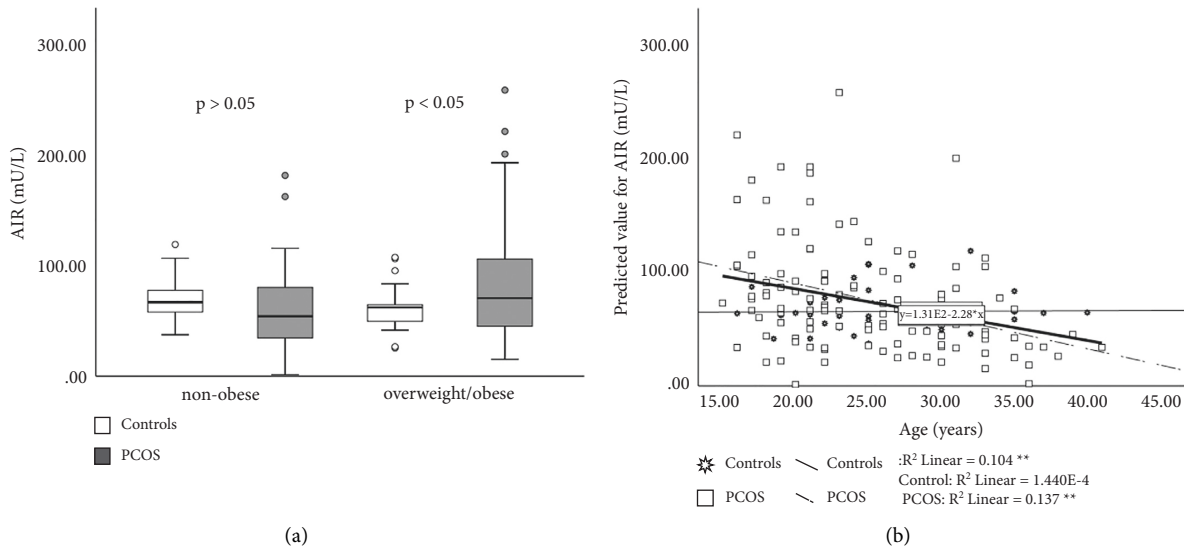 300.00
200.00
100.00
.00
AIR (mU/L)
p > 0.05
p < 0.05
non-obese
overweight/obese
Controls
PCOS
(a)
300.00
200.00
100.00
.00
Predicted value for AIR (mU/L)
y=1.31E2-2.28*x
15.00 20.00 25.00 30.00 35.00 40.00 45.00
Age (years)
Controls Controls :R² Linear = 0.104 **
Control: R² Linear = 1.440E-4
PCOS PCOS PCOS: R² Linear = 0.137 **
(b)